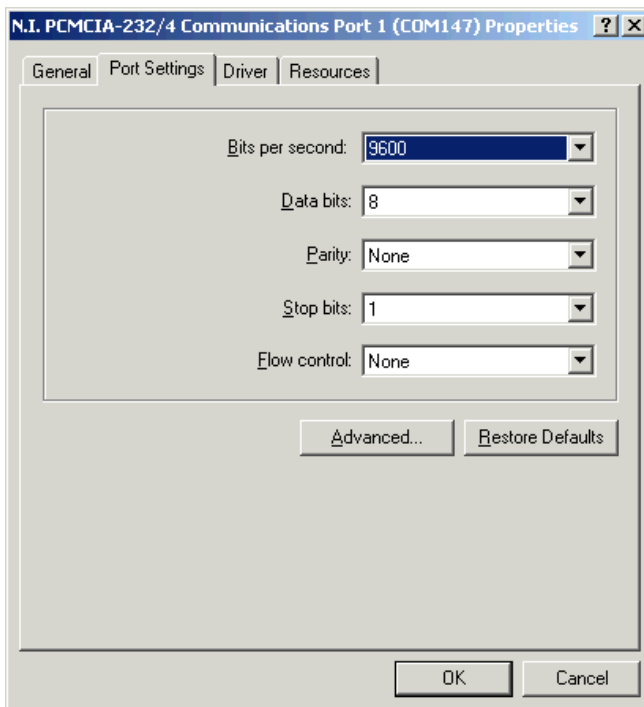 N.I. PCMCIA-232/4 Communications Port 1 (COM147) Properties ? X
General Port Settings Driver Resources
Bits per second: 9600
Data bits: 8
Parity: None
Stop bits: 1
Flow control: None
Advanced... Restore Defaults
OK Cancel